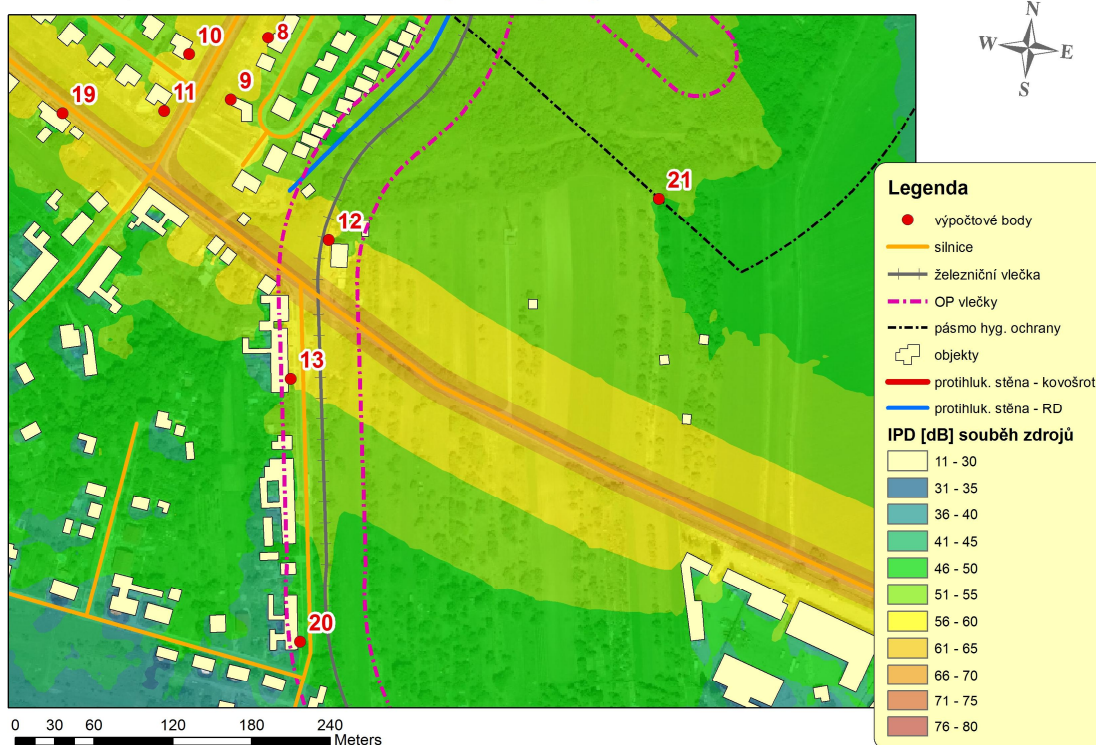 N
W
E
S
10
8
9
11
19
21
12
13
20
Legenda
výpočtové body
silnice
železniční vlečka
OP vlečky
pásmo hyg. ochrany
objekty
protihluk. stěna - kovošrot
protihluk. stěna - RD
IPD [dB] souběh zdrojů
11 - 30
31 - 35
36 - 40
41 - 45
46 - 50
51 - 55
56 - 60
61 - 65
66 - 70
71 - 75
76 - 80
0 30 60 120 180 240
Meters